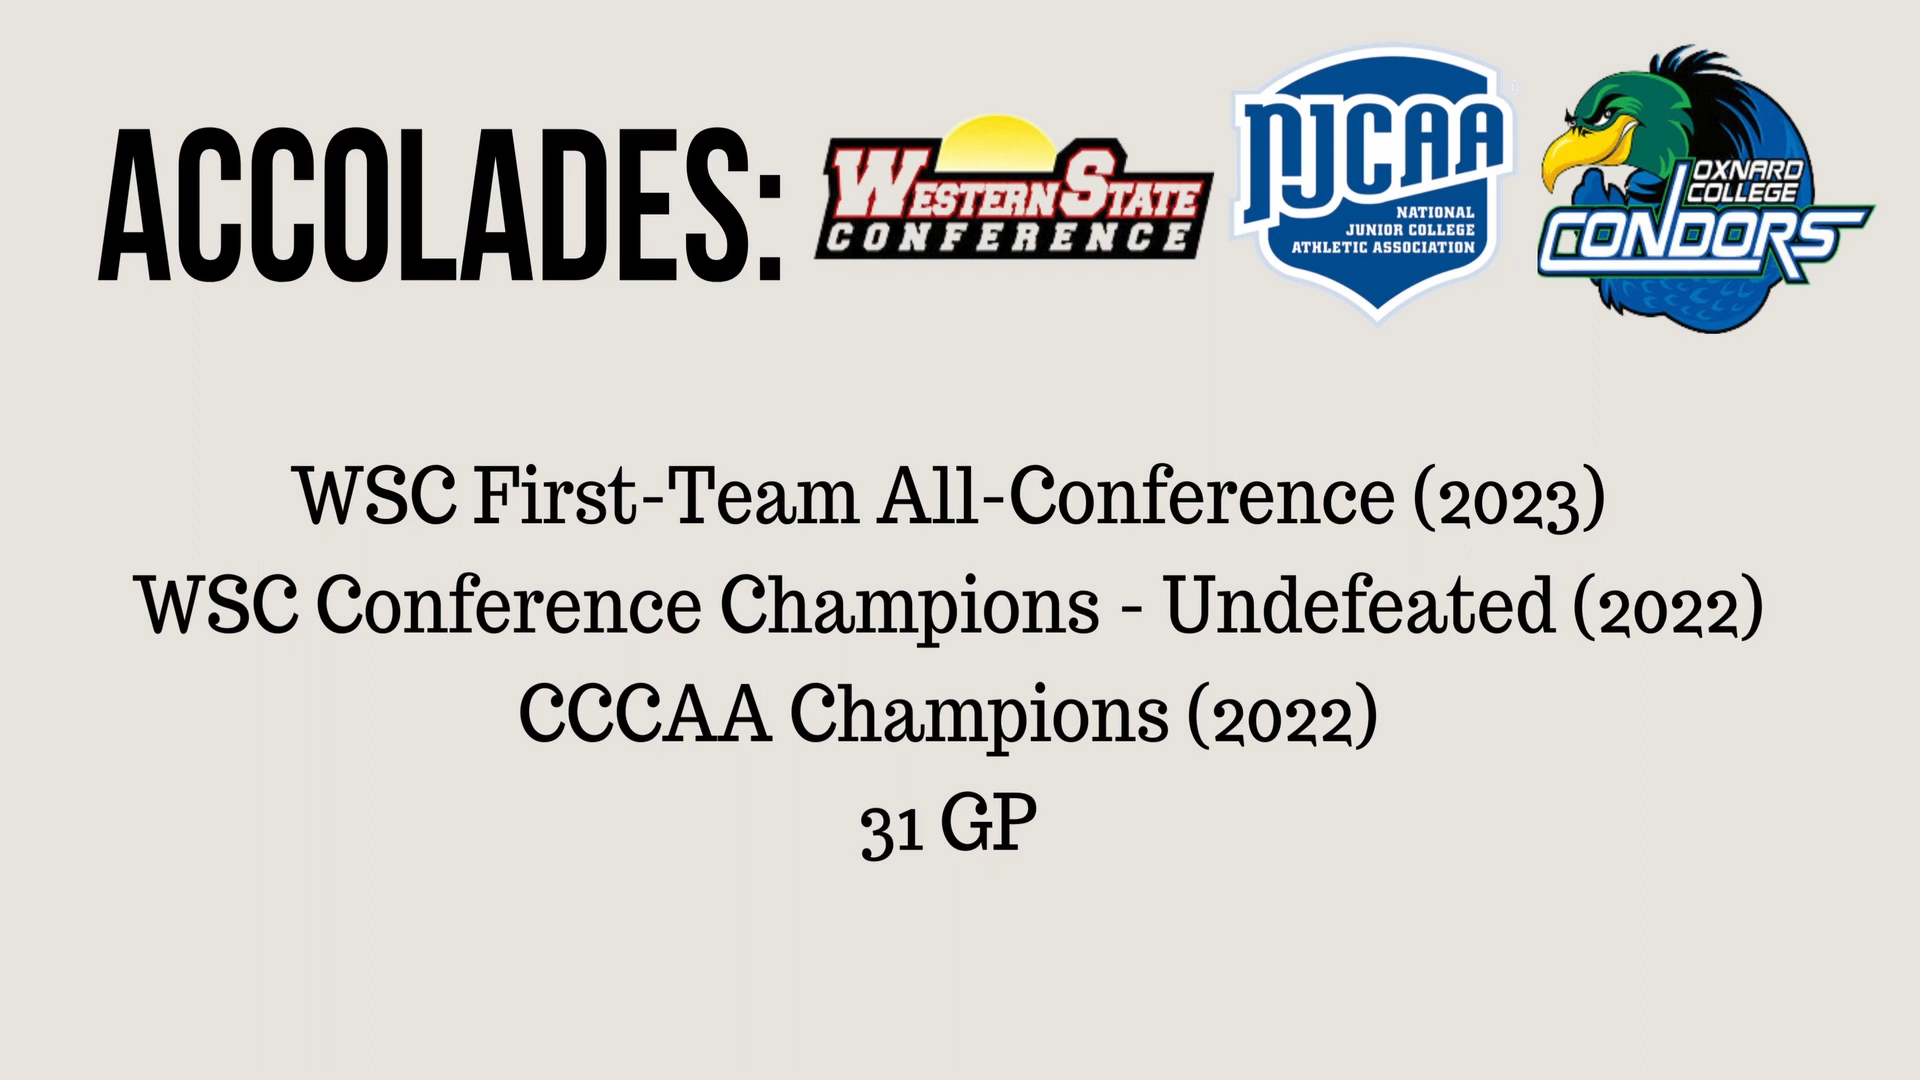 ACCOLADES:
WESTERN STATE
CONFERENCE
NJCAA
NATIONAL
JUNIOR COLLEGE
ATHLETIC ASSOCIATION
OXNARD
COLLEGE
CONDORS
WSC First-Team All-Conference (2023)
WSC Conference Champions - Undefeated (2022)
CCCAA Champions (2022)
31 GP